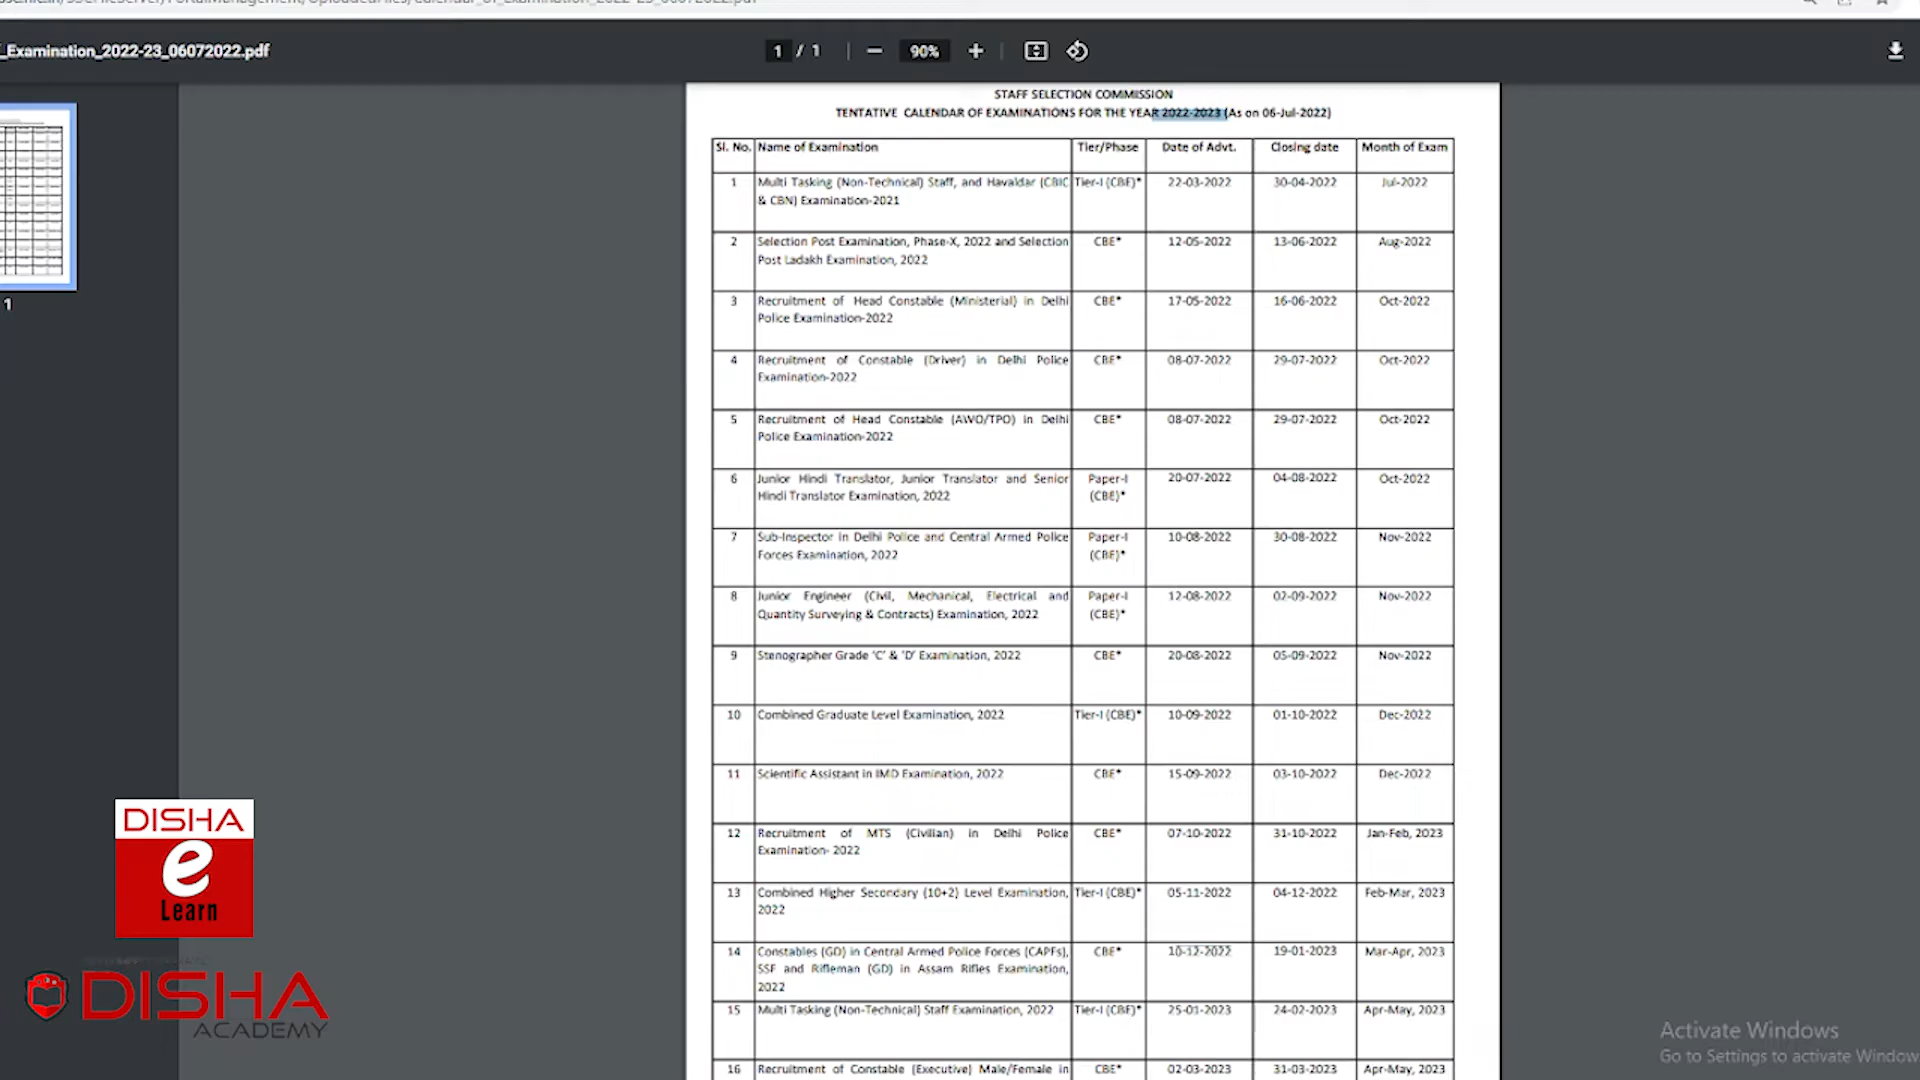 _Examination_2022-23_06072022.pdf
1 / 1 90%
STAFF SELECTION COMMISSION
TENTATIVE CALENDAR OF EXAMINATIONS FOR THE YEAR 2022-2023 (As on 06-Jul-2022)
Sl. No. Name of Examination Tier/Phase Date of Advt. Closing date Month of Exam
1 Multi Tasking (Non-Technical) Staff, and Havaldar (CBIC Tier-I (CBE)* 22-03-2022 30-04-2022 Jul-2022
& CBN) Examination-2021
2 Selection Post Examination, Phase-X, 2022 and Selection CBE* 12-05-2022 13-06-2022 Aug-2022
Post Ladakh Examination, 2022
3 Recruitment of Head Constable (Ministerial) in Delhi CBE* 17-05-2022 16-06-2022 Oct-2022
Police Examination-2022
4 Recruitment of Constable (Driver) in Delhi Police CBE* 08-07-2022 29-07-2022 Oct-2022
Examination-2022
5 Recruitment of Head Constable (AWO/TPO) in Delhi CBE* 08-07-2022 29-07-2022 Oct-2022
Police Examination-2022
6 Junior Hindi Translator, Junior Translator and Senior Paper-I 20-07-2022 04-08-2022 Oct-2022
Hindi Translator Examination, 2022 (CBE)*
7 Sub-Inspector in Delhi Police and Central Armed Police Paper-I 10-08-2022 30-08-2022 Nov-2022
Forces Examination, 2022 (CBE)*
8 Junior Engineer (Civil, Mechanical, Electrical and Paper-I 12-08-2022 02-09-2022 Nov-2022
Quantity Surveying & Contracts) Examination, 2022 (CBE)*
9 Stenographer Grade 'C' & 'D' Examination, 2022 CBE* 20-08-2022 05-09-2022 Nov-2022
10 Combined Graduate Level Examination, 2022 Tier-I (CBE)* 10-09-2022 01-10-2022 Dec-2022
11 Scientific Assistant in IMD Examination, 2022 CBE* 15-09-2022 03-10-2022 Dec-2022
12 Recruitment of MTS (Civilian) in Delhi Police CBE* 07-10-2022 31-10-2022 Jan-Feb, 2023
Examination- 2022
13 Combined Higher Secondary (10+2) Level Examination, Tier-I (CBE)* 05-11-2022 04-12-2022 Feb-Mar, 2023
2022
14 Constables (GD) in Central Armed Police Forces (CAPFs), CBE* 10-12-2022 19-01-2023 Mar-Apr, 2023
SSF and Rifleman (GD) in Assam Rifles Examination,
2022
15 Multi Tasking (Non-Technical) Staff Examination, 2022 Tier-I (CBE)* 25-01-2023 24-02-2023 Apr-May, 2023
16 Recruitment of Constable (Executive) Male/Female in CBE* 02-03-2023 31-03-2023 Apr-May, 2023
1
DISHA
e
Learn
DISHA
ACADEMY
Activate Windows
Go to Settings to activate Window